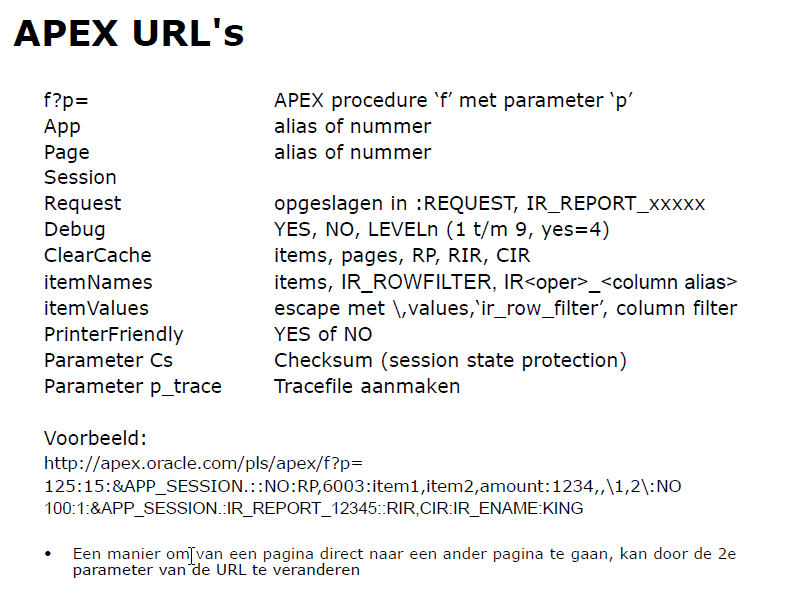 APEX URL's
f?p= APEX procedure ‘f’ met parameter ‘p’
App alias of nummer
Page alias of nummer
Session
Request opgeslagen in :REQUEST, IR_REPORT_xxxxx
Debug YES, NO, LEVELn (1 t/m 9, yes=4)
ClearCache items, pages, RP, RIR, CIR
itemNames items, IR_ROWFILTER, IR<oper>_<column alias>
itemValues escape met \,values,‘ir_row_filter’, column filter
PrinterFriendly YES of NO
Parameter Cs Checksum (session state protection)
Parameter p_trace Tracefile aanmaken
Voorbeeld:
http://apex.oracle.com/pls/apex/f?p=
125:15:&APP_SESSION.::NO:RP,6003:item1,item2,amount:1234,,\1,2\:NO
100:1:&APP_SESSION.:IR_REPORT_12345::RIR,CIR:IR_ENAME:KING
• Een manier om van een pagina direct naar een ander pagina te gaan, kan door de 2e
parameter van de URL te veranderen